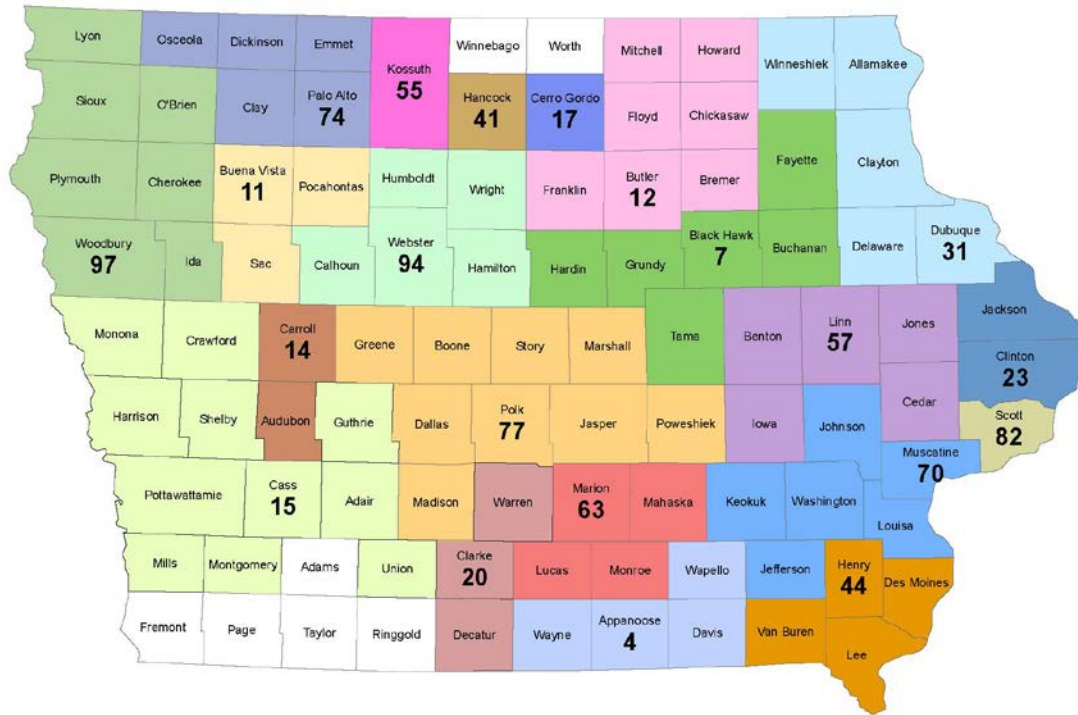 Lyon
Osceola
Dickinson
Emmet
Kossuth
55
Winnebago
Worth
Mitchell
Howard
Winneshiek
Allamakee
Sioux
O'Brien
Clay
Palo Alto
74
Hancock
41
Cerro Gordo
17
Floyd
Chickasaw
Fayette
Clayton
Plymouth
Cherokee
Buena Vista
11
Pocahontas
Humboldt
Wright
Franklin
Butler
12
Bremer
Woodbury
97
Ida
Sac
Calhoun
Webster
94
Hamilton
Hardin
Grundy
Black Hawk
7
Buchanan
Delaware
Dubuque
31
Monona
Crawford
Carroll
14
Greene
Boone
Story
Marshall
Tama
Benton
Linn
57
Jones
Jackson
Clinton
23
Harrison
Shelby
Audubon
Guthrie
Dallas
Polk
77
Jasper
Poweshiek
Iowa
Johnson
Cedar
Scott
82
Muscatine
70
Pottawattamie
Cass
15
Adair
Madison
Warren
Marion
63
Mahaska
Keokuk
Washington
Louisa
Mills
Montgomery
Adams
Union
Clarke
20
Lucas
Monroe
Wapello
Jefferson
Henry
44
Des Moines
Fremont
Page
Taylor
Ringgold
Decatur
Wayne
Appanoose
4
Davis
Van Buren
Lee